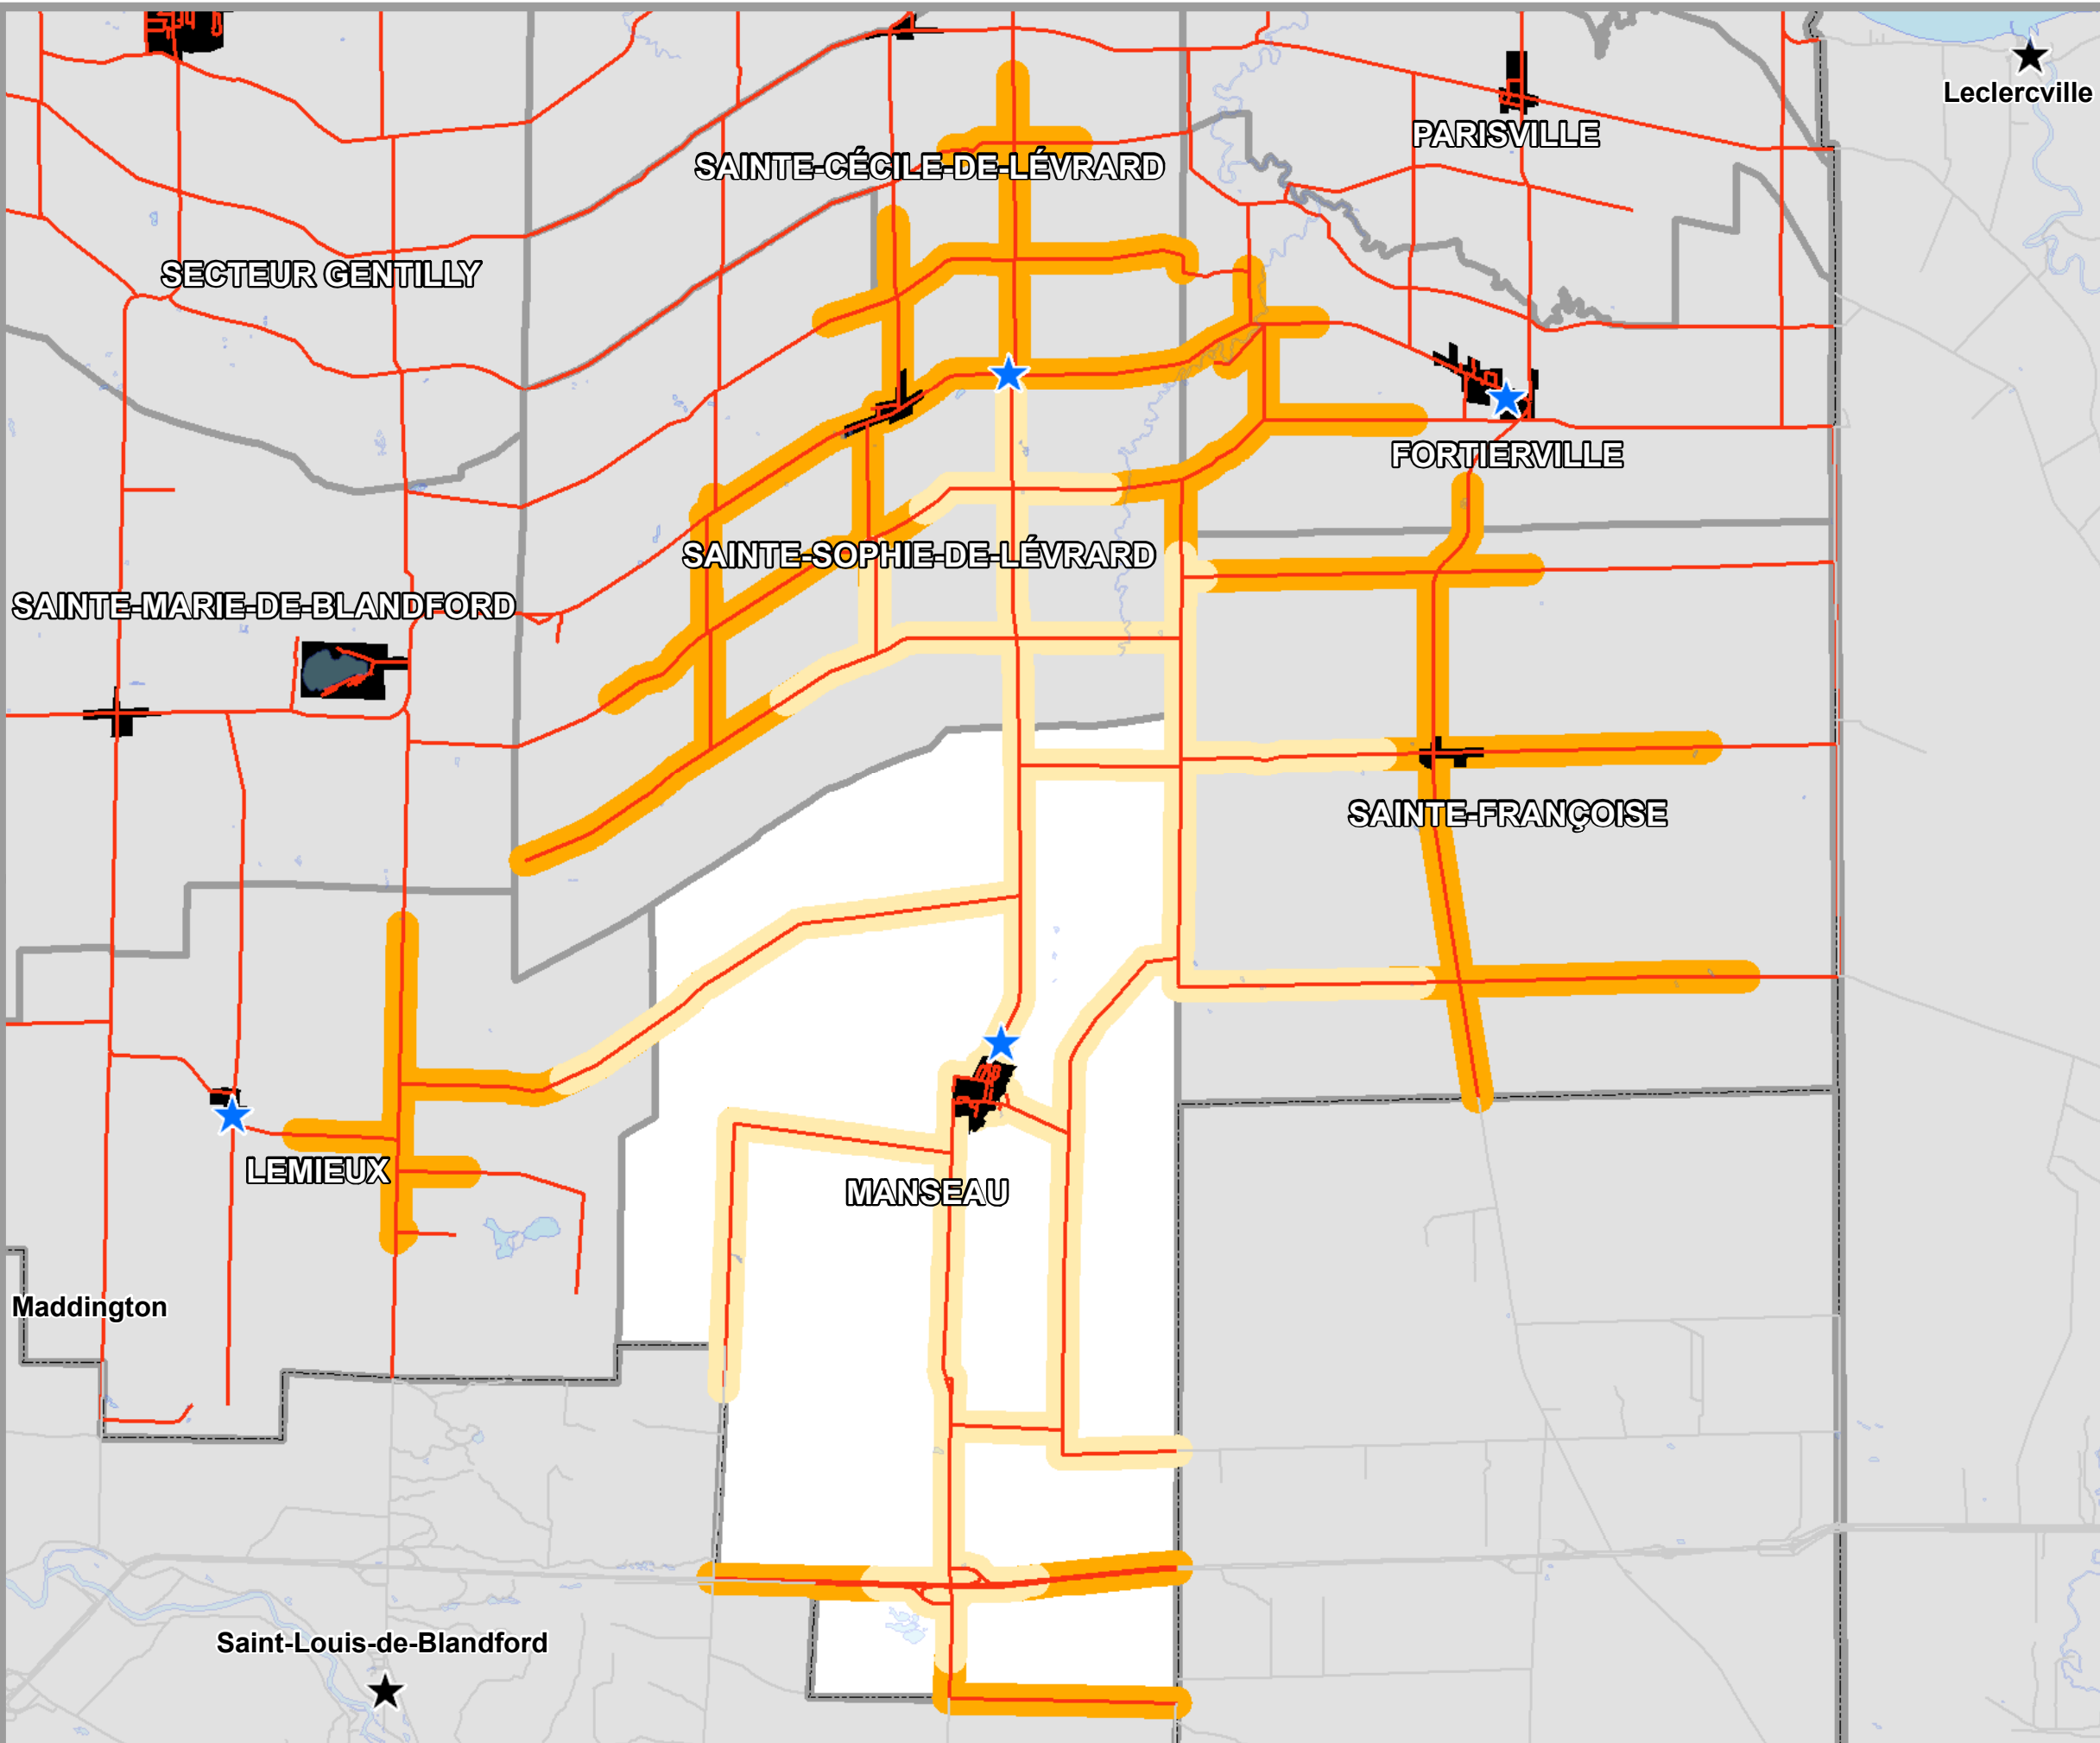 Leclercville
PARISVILLE
SAINTE-CÉCILE-DE-LÉVRARD
SECTEUR GENTILLY
FORTIERVILLE
SAINTE-SOPHIE-DE-LÉVRARD
SAINTE-MARIE-DE-BLANDFORD
SAINTE-FRANÇOISE
LEMIEUX
MANSEAU
Maddington
Saint-Louis-de-Blandford